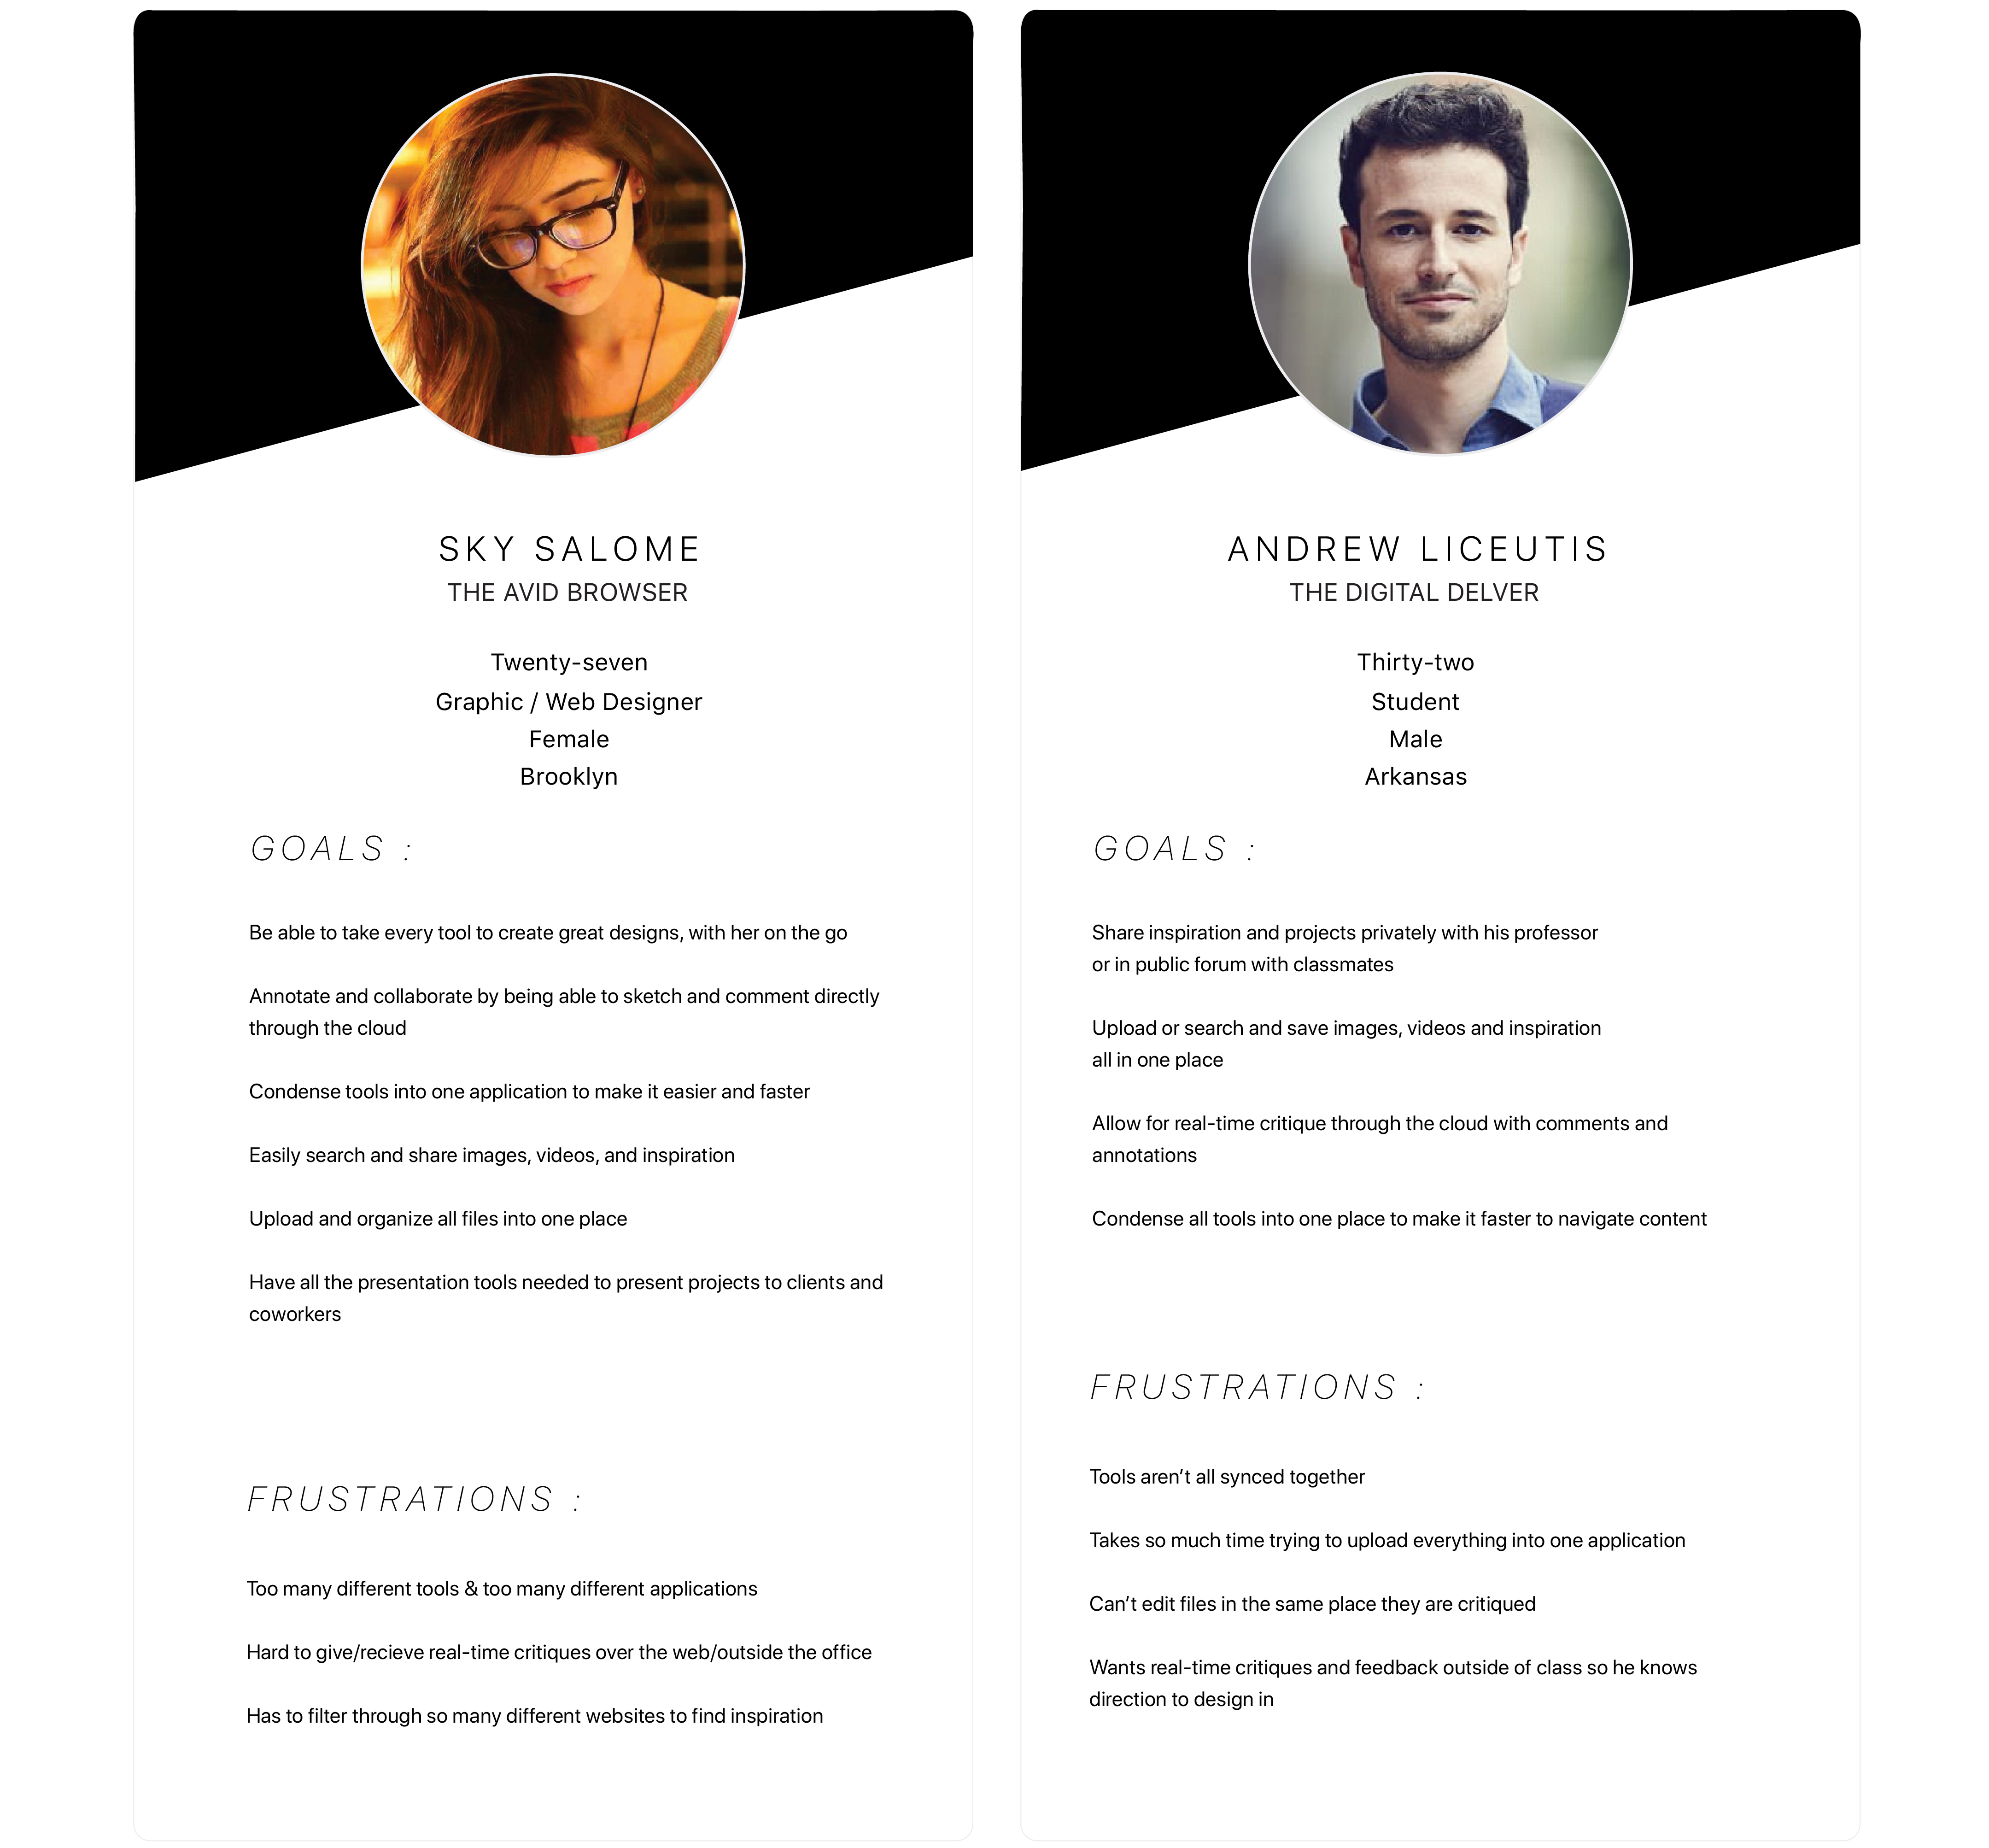 SKY SALOME
THE AVID BROWSER
Twenty-seven
Graphic / Web Designer
Female
Brooklyn
GOALS :
Be able to take every tool to create great designs, with her on the go
Annotate and collaborate by being able to sketch and comment directly
through the cloud
Condense tools into one application to make it easier and faster
Easily search and share images, videos, and inspiration
Upload and organize all files into one place
Have all the presentation tools needed to present projects to clients and
coworkers
FRUSTRATIONS :
Too many different tools & too many different applications
Hard to give/recieve real-time critiques over the web/outside the office
Has to filter through so many different websites to find inspiration
ANDREW LICEUTIS
THE DIGITAL DELVER
Thirty-two
Student
Male
Arkansas
GOALS :
Share inspiration and projects privately with his professor
or in public forum with classmates
Upload or search and save images, videos and inspiration
all in one place
Allow for real-time critique through the cloud with comments and
annotations
Condense all tools into one place to make it faster to navigate content
FRUSTRATIONS :
Tools aren't all synced together
Takes so much time trying to upload everything into one application
Can't edit files in the same place they are critiqued
Wants real-time critiques and feedback outside of class so he knows
direction to design in